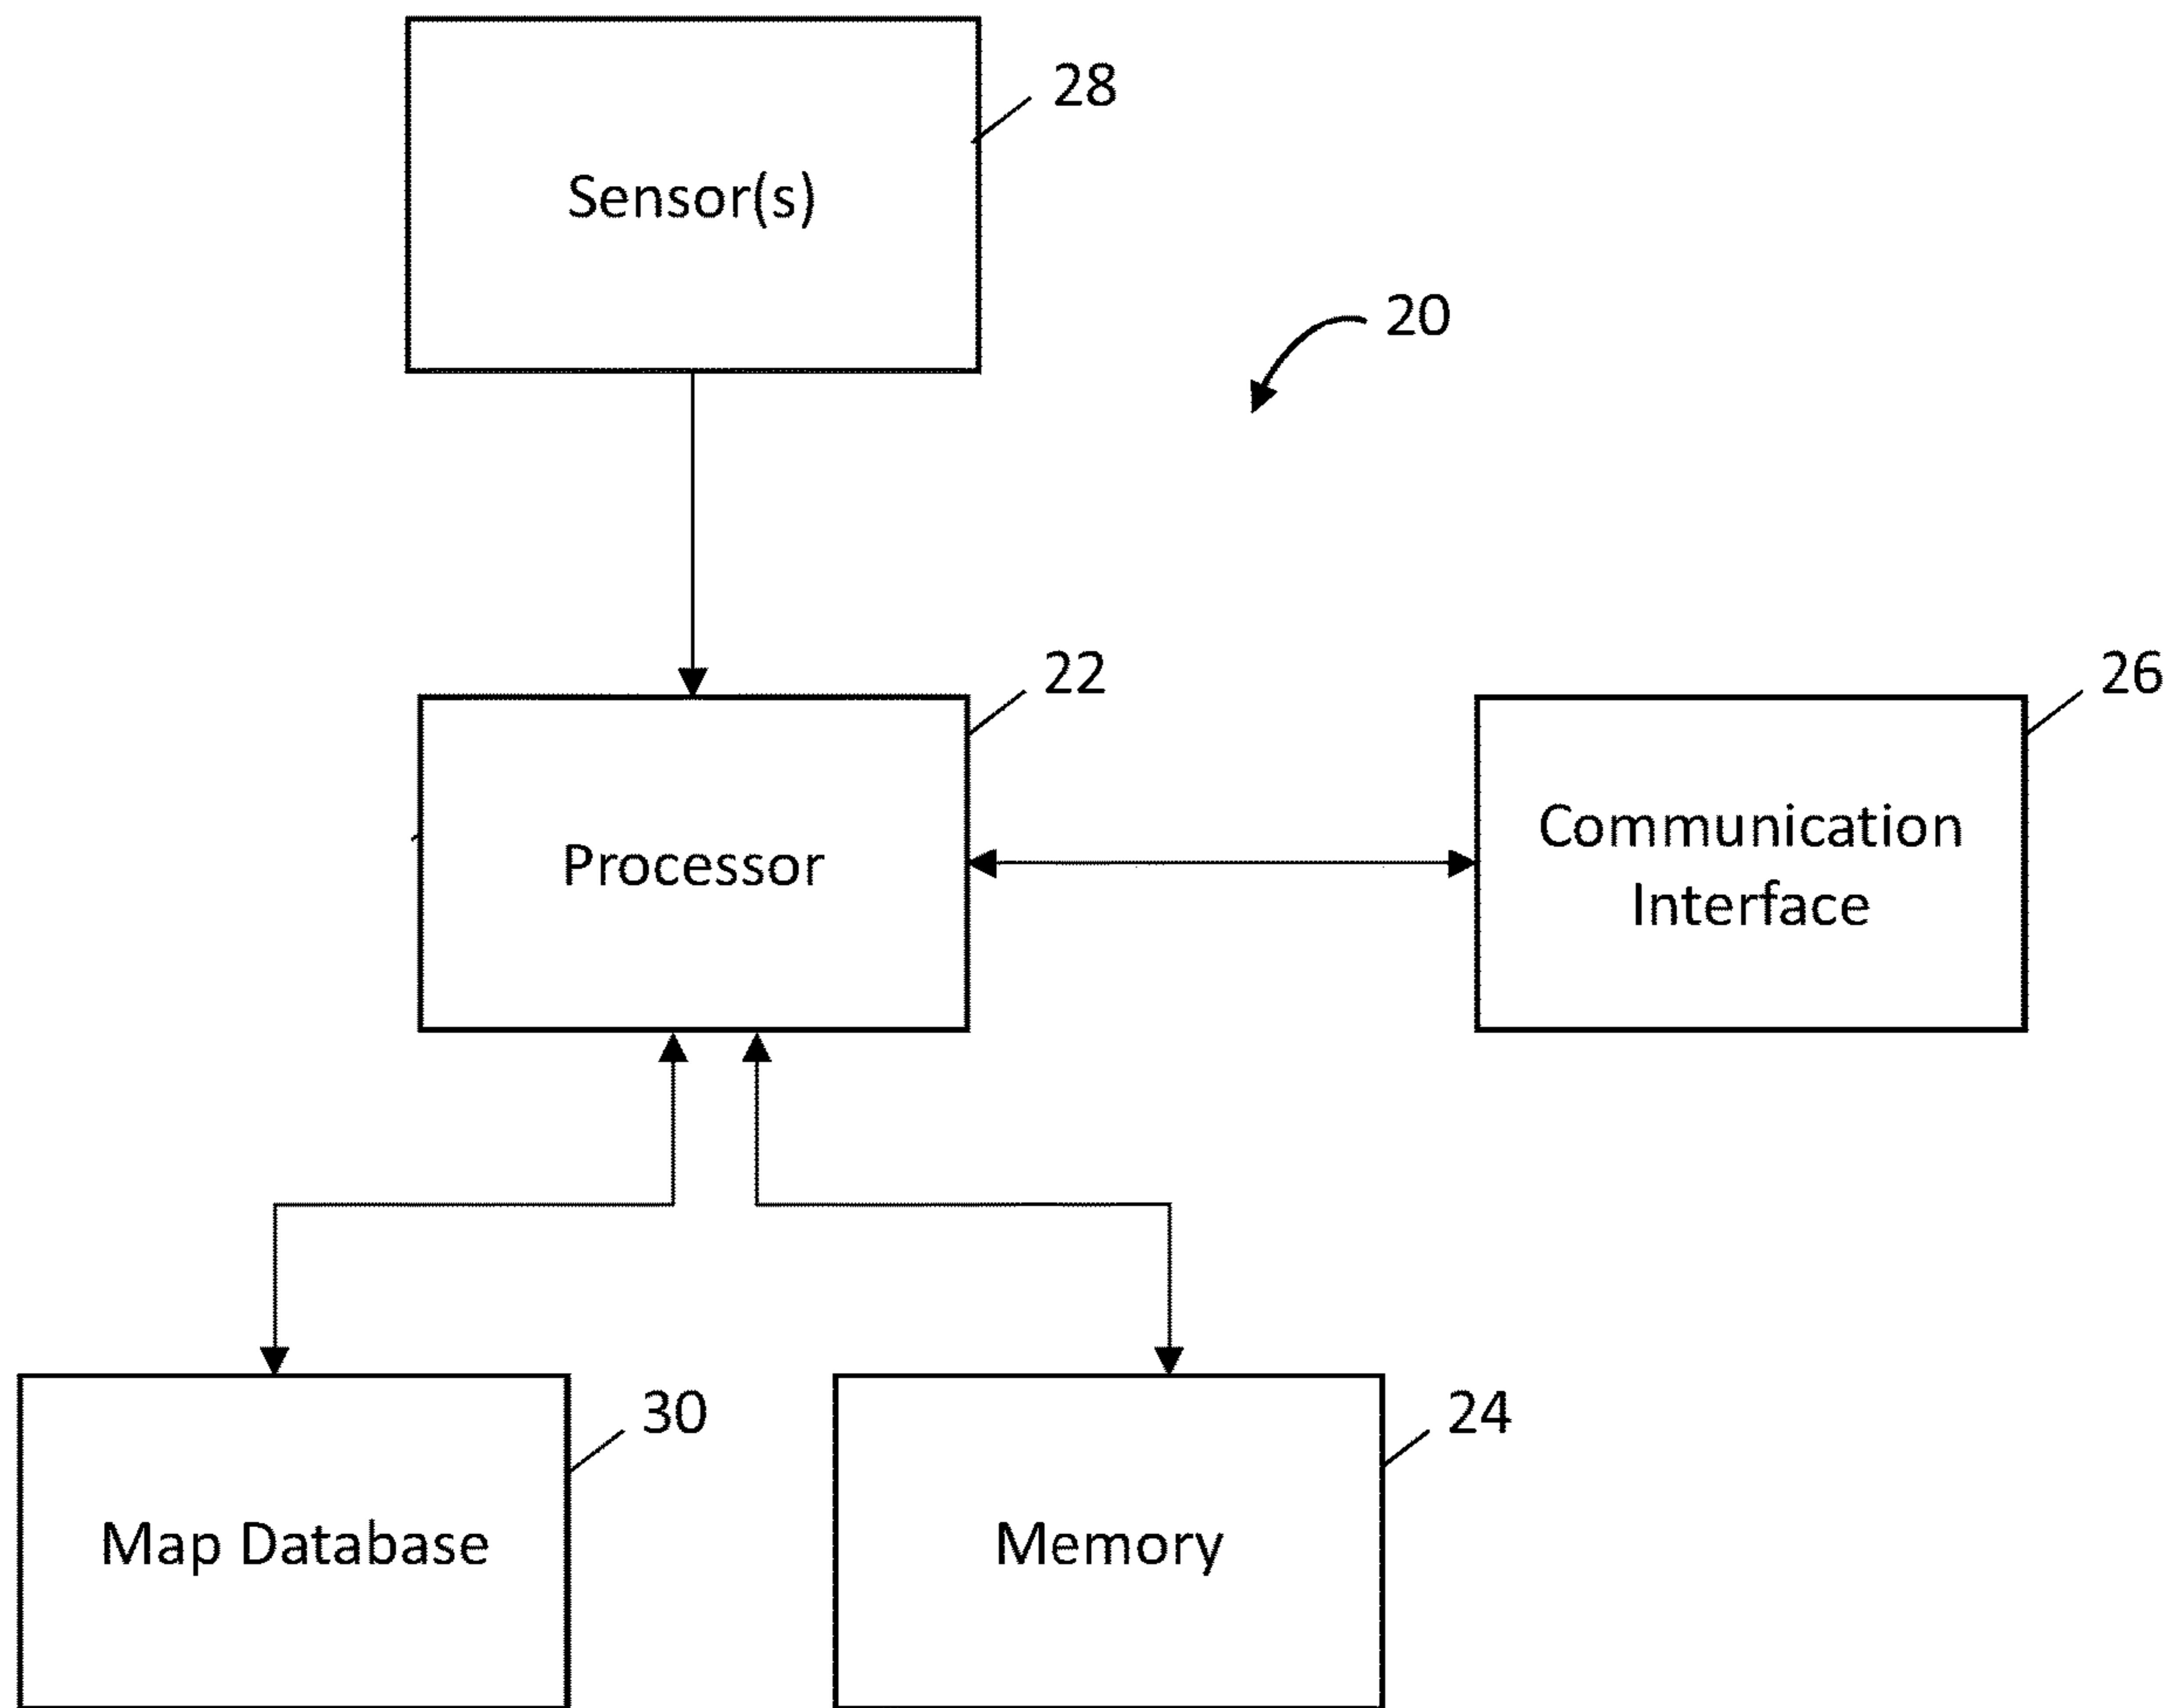 28
Sensor(s)
20
22
26
Processor
Communication
Interface
30
24
Map Database
Memory